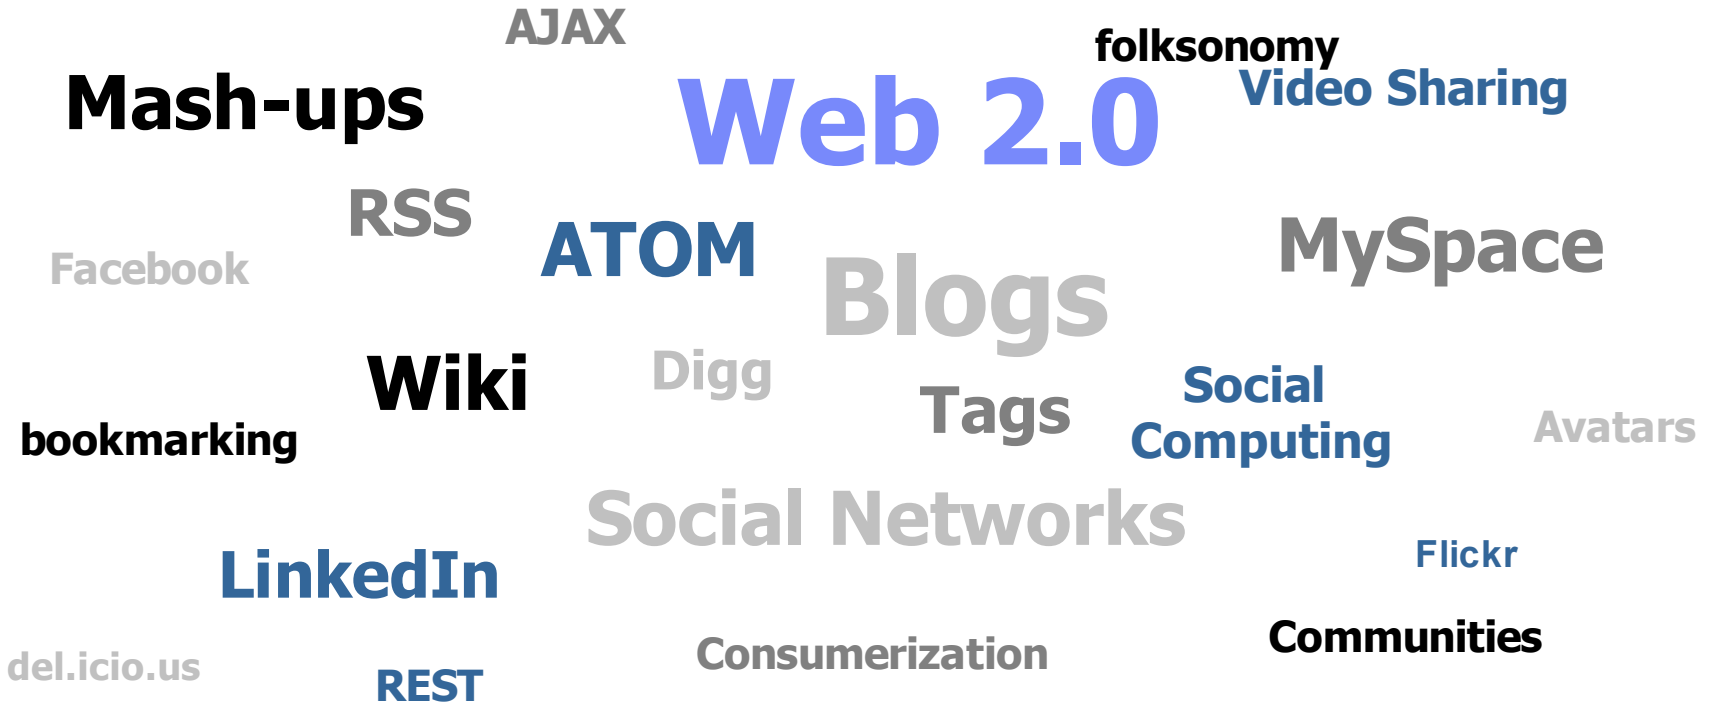 AJAX
folksonomy
Mash-ups
Web 2.0
Video Sharing
RSS
ATOM
MySpace
Facebook
Blogs
Wiki
Digg
Tags
Social
Computing
bookmarking
Avatars
Social Networks
LinkedIn
Flickr
Communities
Consumerization
del.icio.us
REST